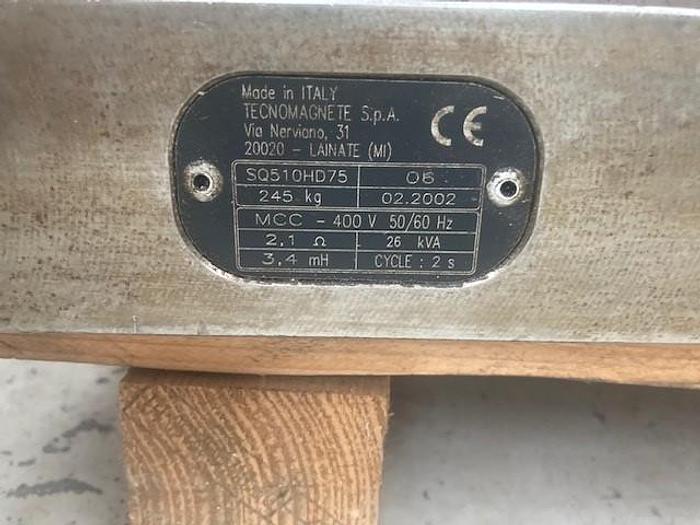 Made in ITALY
TECNOMAGNETE S.p.A.
Via Nerviano, 31
20020 - LAINATE (MI)
CE
SQ510HD75 06
245 kg 02.2002
MCC - 400 V 50/60 Hz
2,1 Ω 26 kVA
3,4 mH CYCLE : 2 s